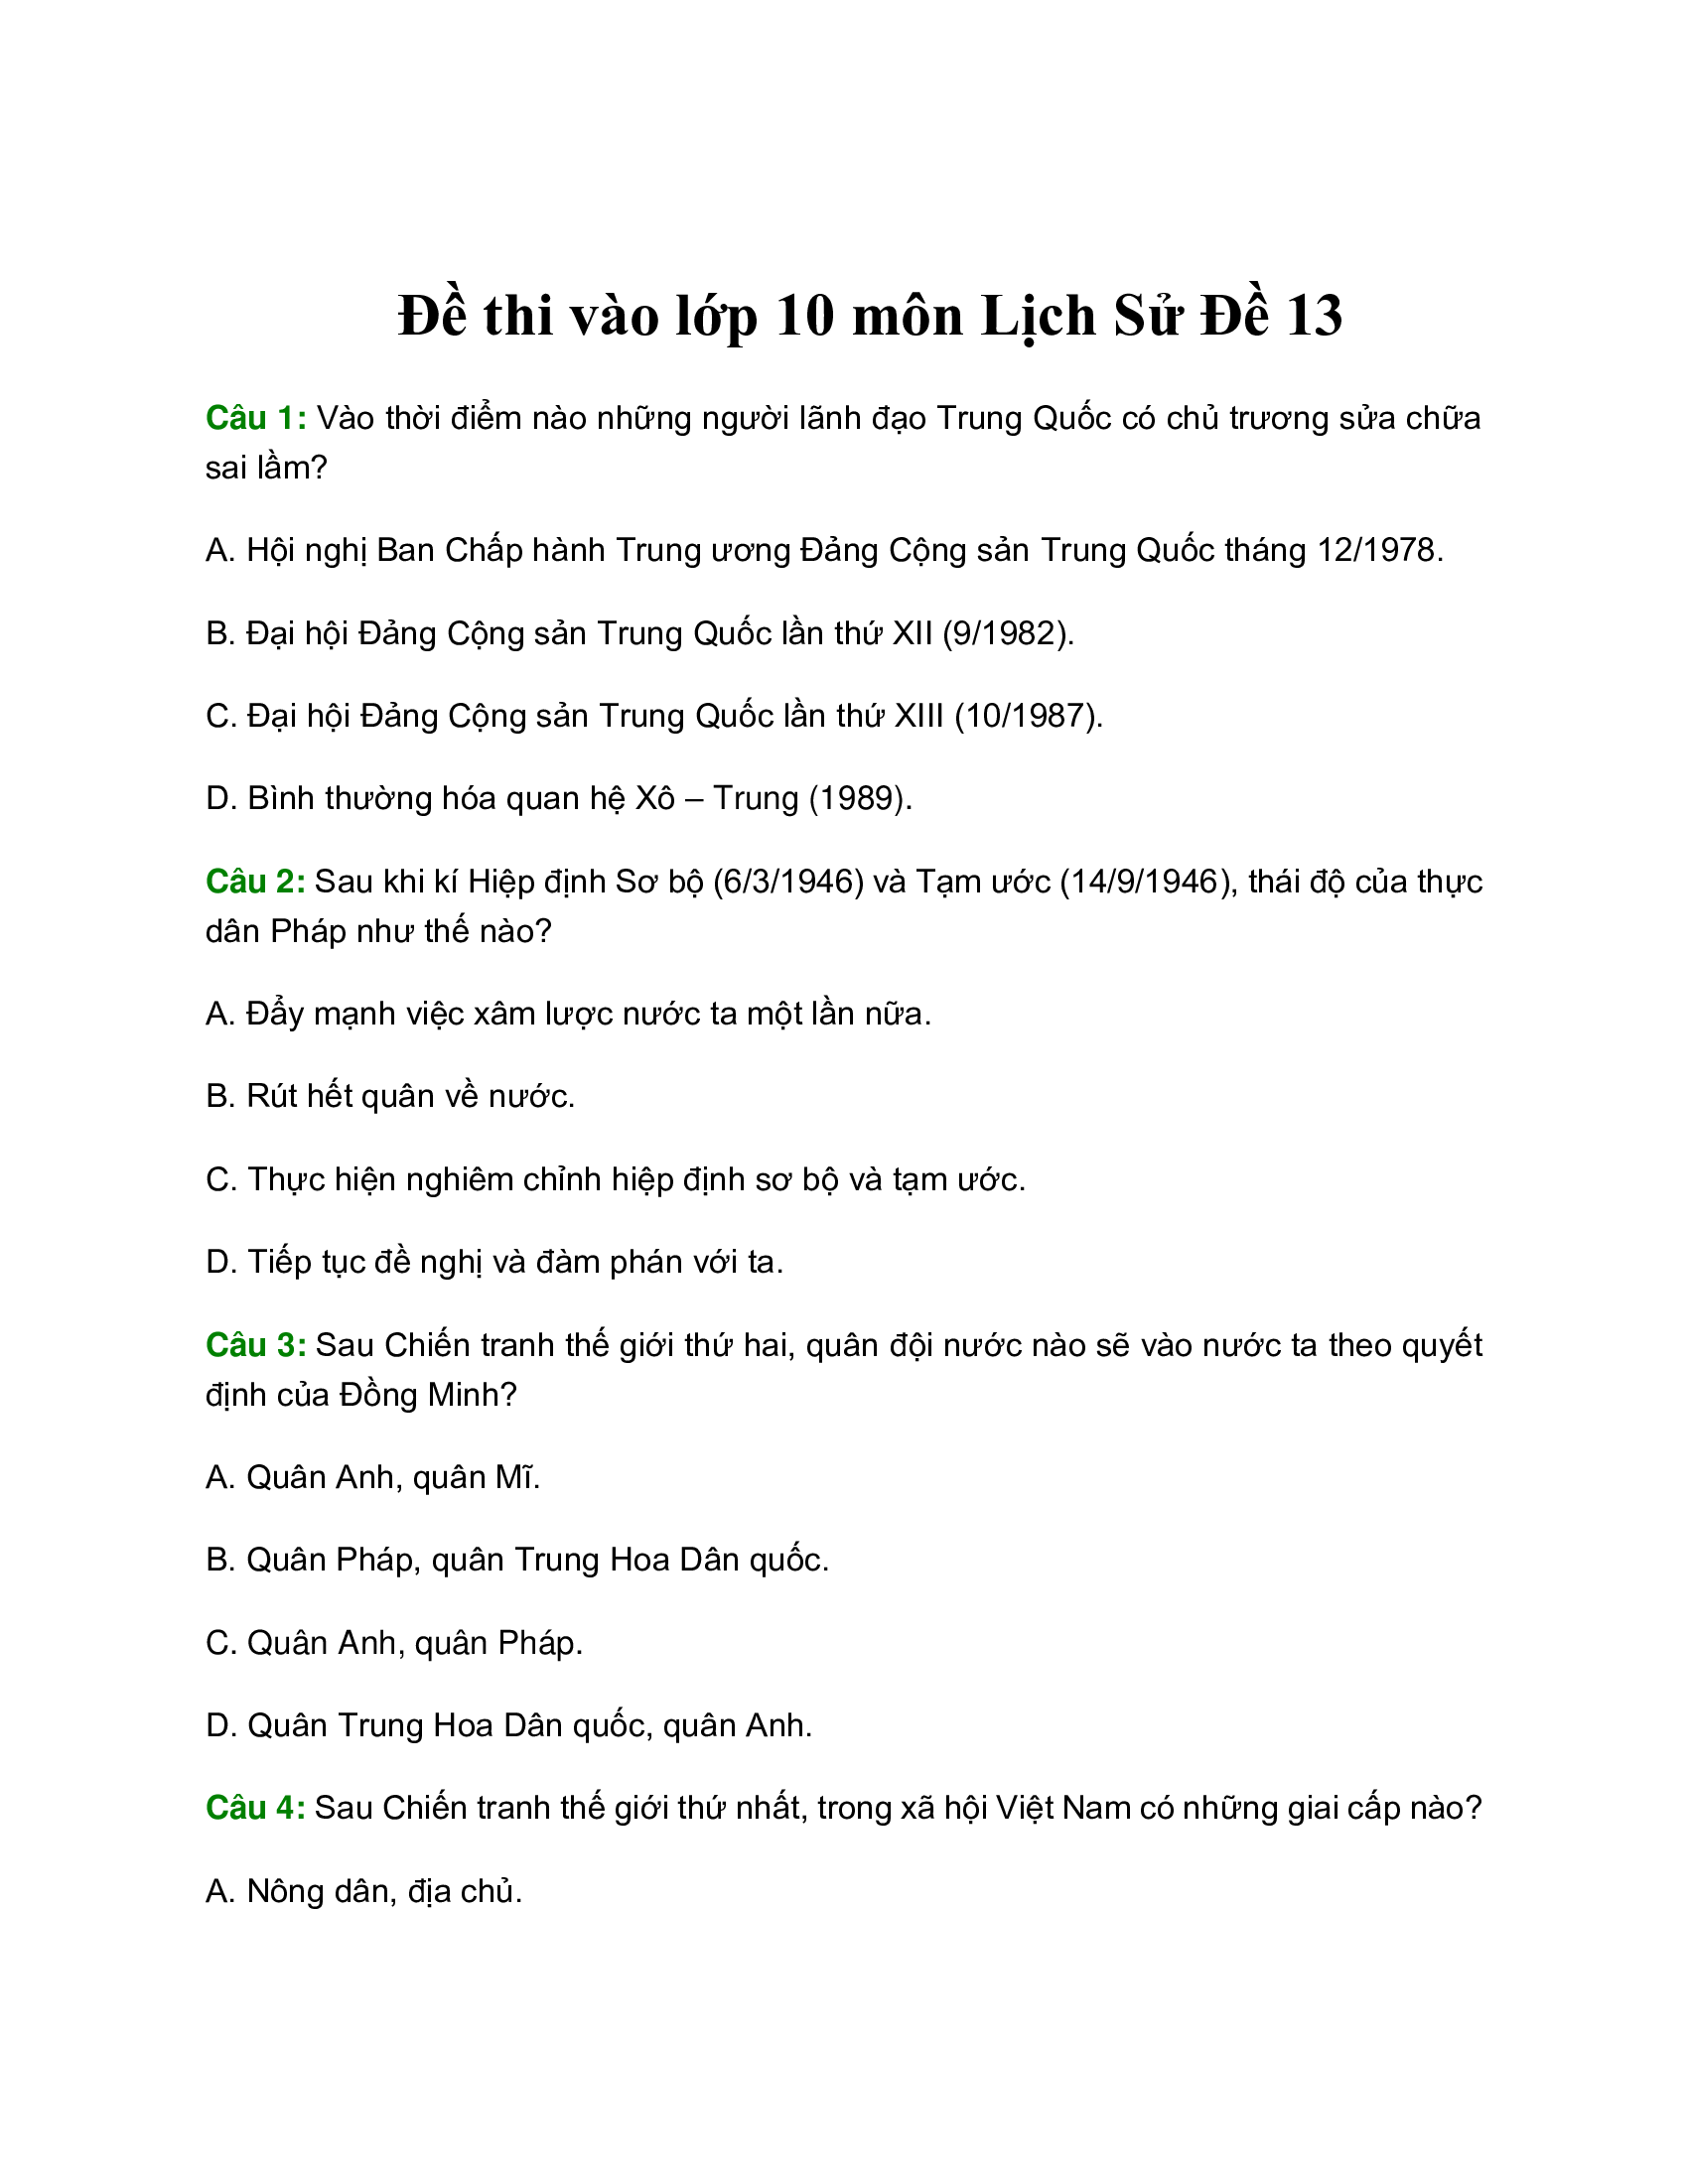 Đề thi vào lớp 10 môn Lịch Sử Đề 13
Câu 1: Vào thời điểm nào những người lãnh đạo Trung Quốc có chủ trương sửa chữa
sai lầm?
A. Hội nghị Ban Chấp hành Trung ương Đảng Cộng sản Trung Quốc tháng 12/1978.
B. Đại hội Đảng Cộng sản Trung Quốc lần thứ XII (9/1982).
C. Đại hội Đảng Cộng sản Trung Quốc lần thứ XIII (10/1987).
D. Bình thường hóa quan hệ Xô – Trung (1989).
Câu 2: Sau khi kí Hiệp định Sơ bộ (6/3/1946) và Tạm ước (14/9/1946), thái độ của thực
dân Pháp như thế nào?
A. Đẩy mạnh việc xâm lược nước ta một lần nữa.
B. Rút hết quân về nước.
C. Thực hiện nghiêm chỉnh hiệp định sơ bộ và tạm ước.
D. Tiếp tục đề nghị và đàm phán với ta.
Câu 3: Sau Chiến tranh thế giới thứ hai, quân đội nước nào sẽ vào nước ta theo quyết
định của Đồng Minh?
A. Quân Anh, quân Mĩ.
B. Quân Pháp, quân Trung Hoa Dân quốc.
C. Quân Anh, quân Pháp.
D. Quân Trung Hoa Dân quốc, quân Anh.
Câu 4: Sau Chiến tranh thế giới thứ nhất, trong xã hội Việt Nam có những giai cấp nào?
A. Nông dân, địa chủ.